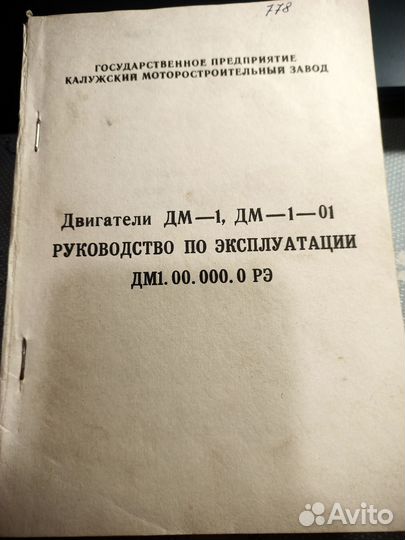 778
ГОСУДАРСТВЕННОЕ ПРЕДПРИЯТИЕ
КАЛУЖСКИЙ МОТОРОСТРОИТЕЛЬНЫЙ ЗАВОД
Двигатели ДМ—1, ДМ—1—01
РУКОВОДСТВО ПО ЭКСПЛУАТАЦИИ
ДМ1.00.000.0 РЭ
Avito